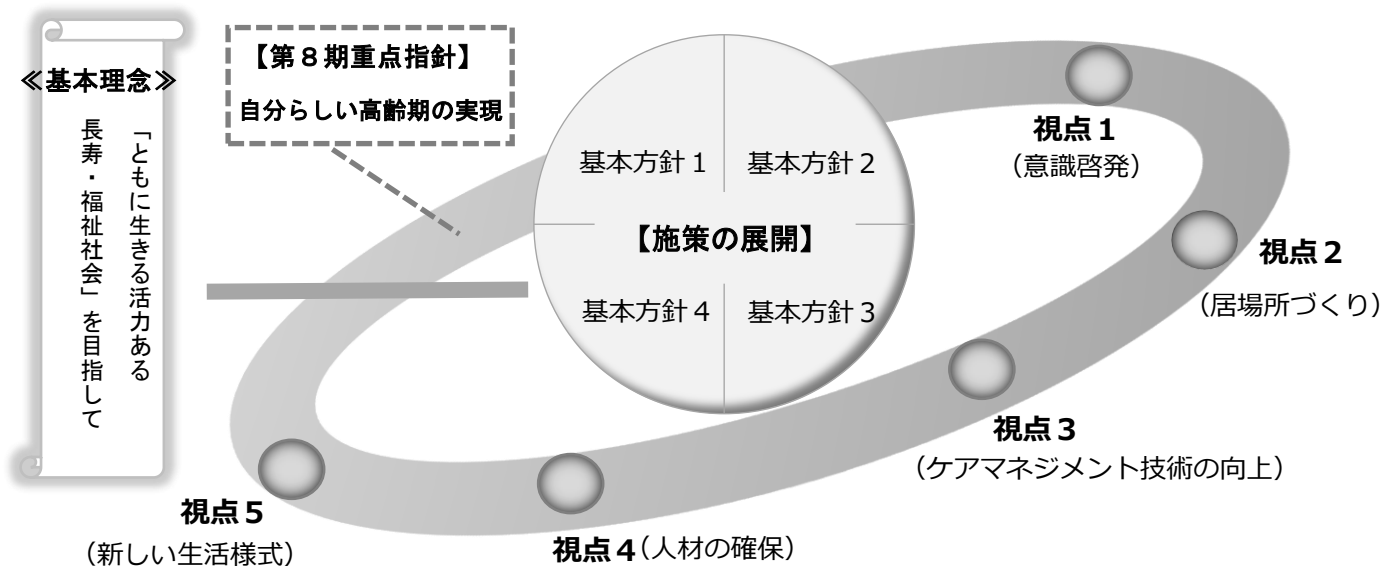 ≪基本理念≫
「ともに生きる活力ある
長寿・福祉社会」を目指して
【第８期重点指針】
自分らしい高齢期の実現
基本方針１
基本方針２
【施策の展開】
基本方針４
基本方針３
視点１
（意識啓発）
視点２
（居場所づくり）
視点３
（ケアマネジメント技術の向上）
視点４（人材の確保）
視点５
（新しい生活様式）